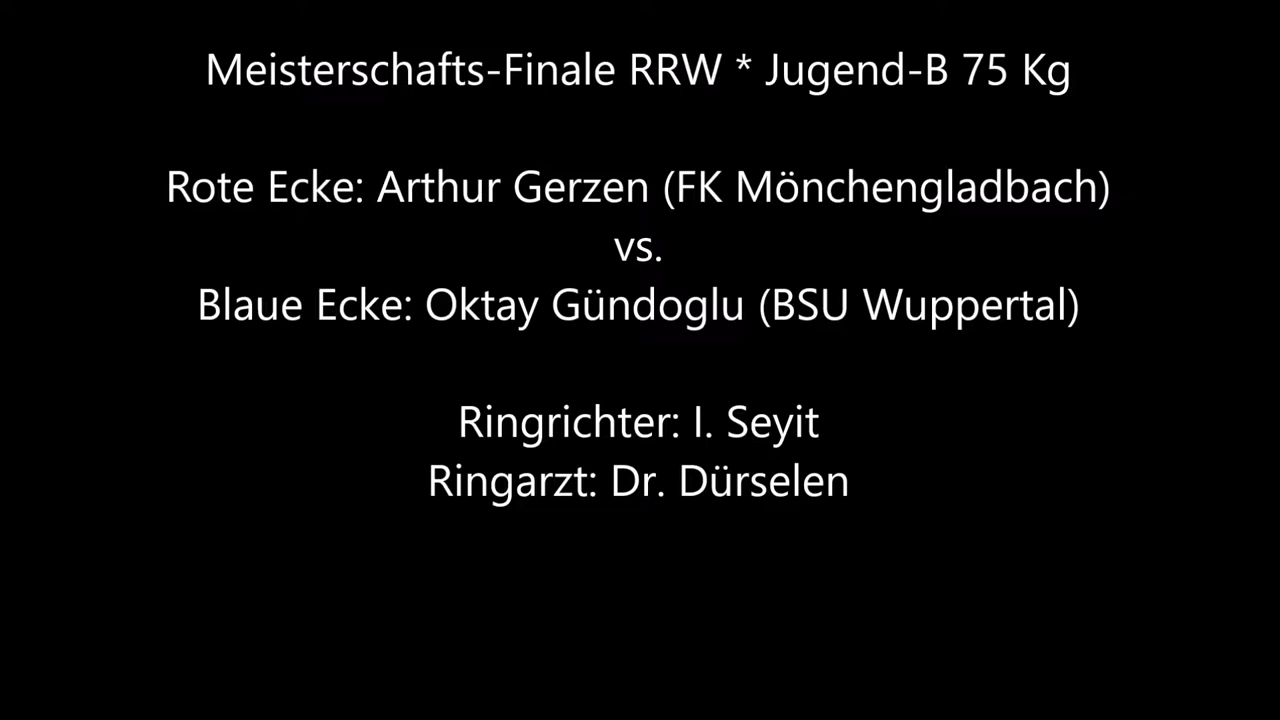 Meisterschafts-Finale RRW * Jugend-B 75 Kg
Rote Ecke: Arthur Gerzen (FK Mönchengladbach)
vs.
Blaue Ecke: Oktay Gündoglu (BSU Wuppertal)
Ringrichter: I. Seyit
Ringarzt: Dr. Dürselen